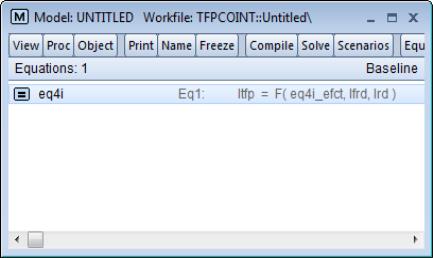 M Model: UNTITLED Workfile: TFPCOINT::Untitled\
View Proc Object Print Name Freeze Compile Solve Scenarios Equ
Equations: 1 Baseline
eq4i Eq1: ltfp = F( eq4i_efct, lfrd, lrd )